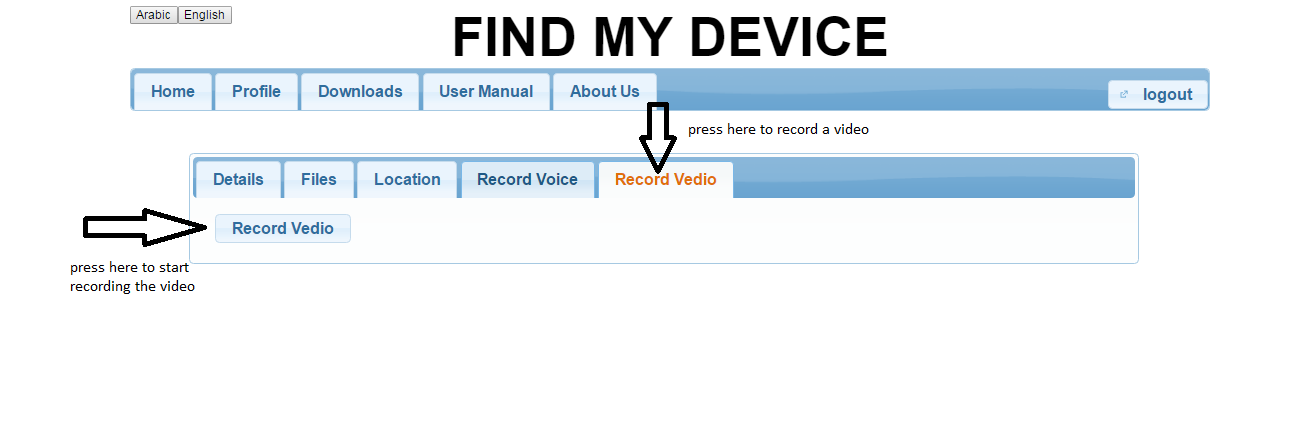 Arabic English
FIND MY DEVICE
Home Profile Downloads User Manual About Us logout
press here to record a video
Details Files Location Record Voice Record Vedio
Record Vedio
press here to start
recording the video